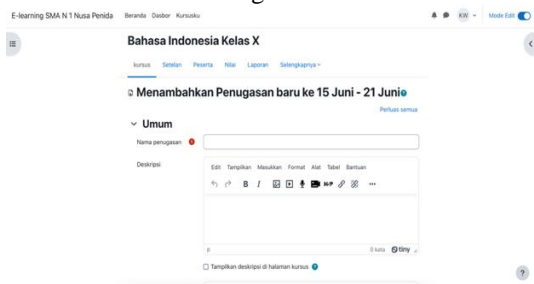 E-learning SMA N 1 Nusa Penida Beranda Dasbor Kursusku KW Mode Edit
Bahasa Indonesia Kelas X
kursus Setelan Peserta Nilai Laporan Selengkapnya
Menambahkan Penugasan baru ke 15 Juni - 21 Juni
Perluas semua
Umum
Nama penugasan
Deskripsi
Edit Tampilkan Masukkan Format Alat Tabel Bantuan
B I H-P
p 0 kata tiny
Tampilkan deskripsi di halaman kursus
?